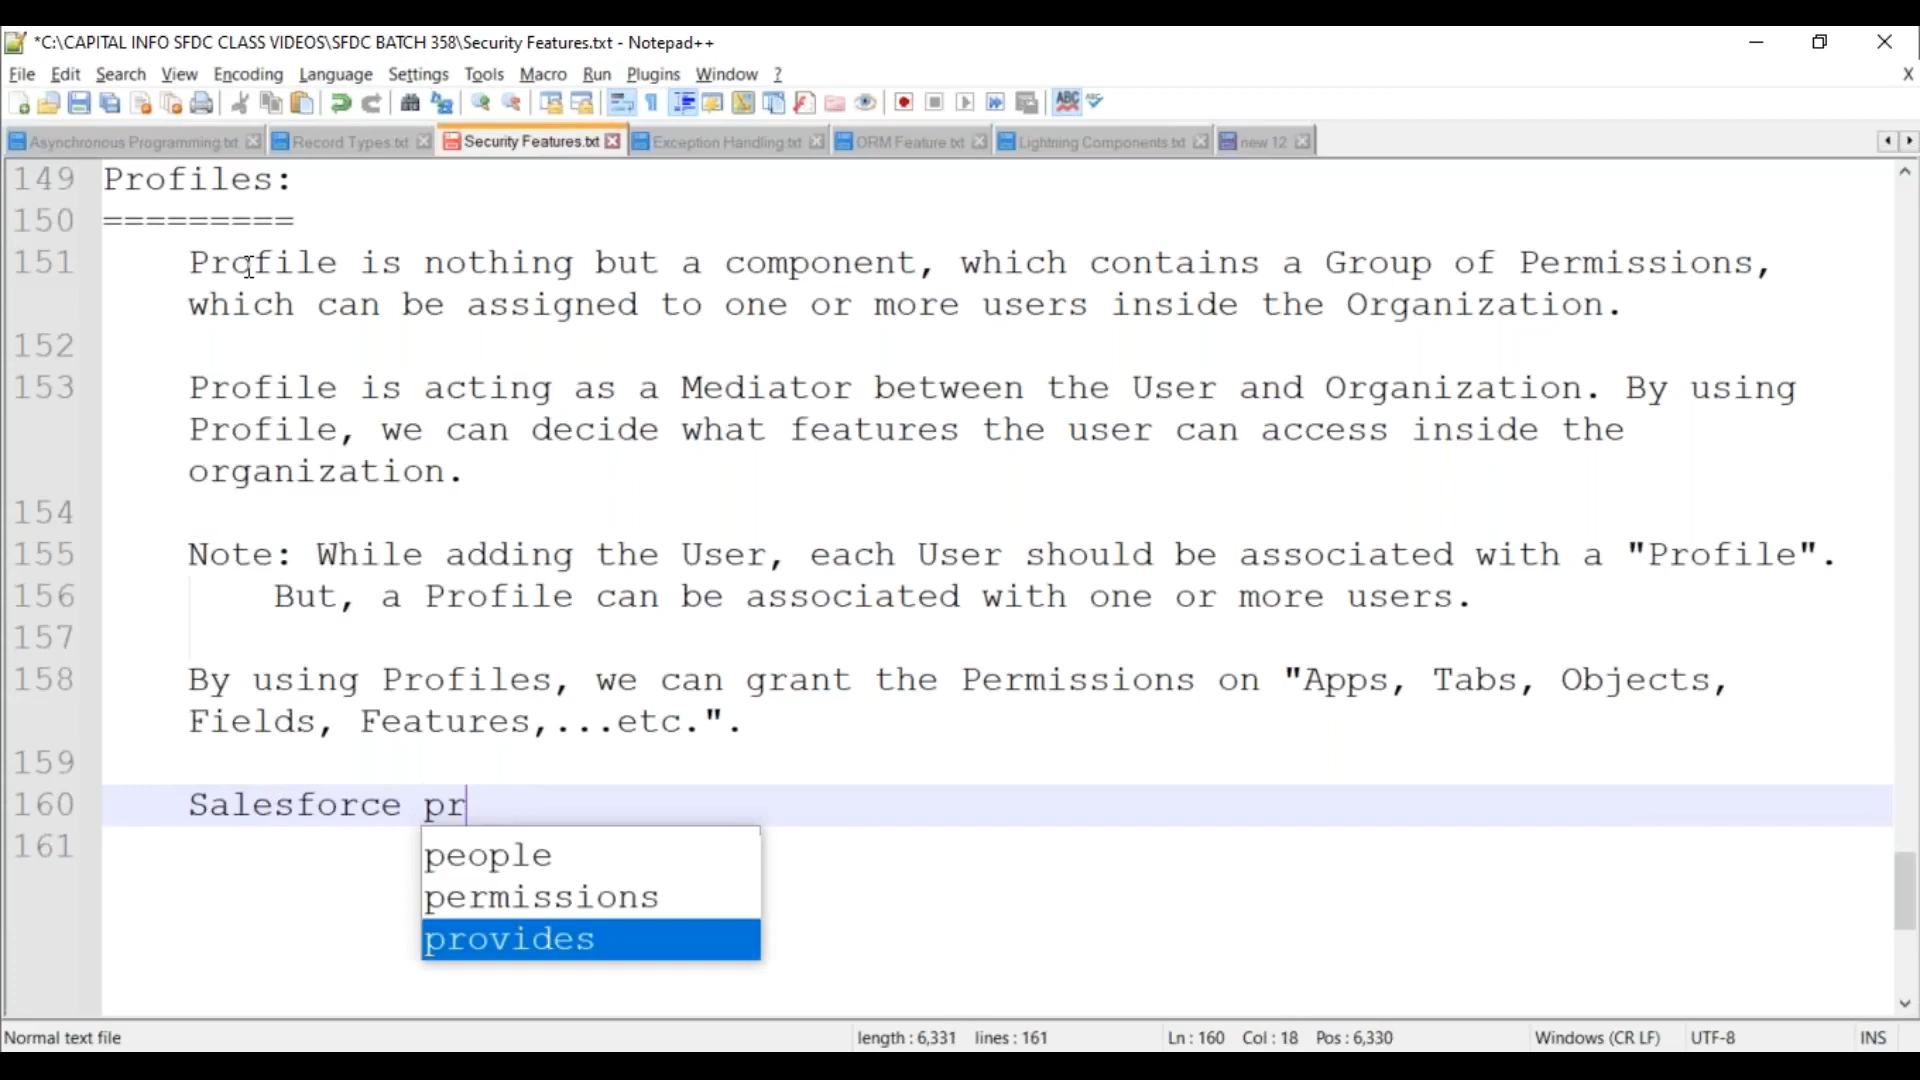 *C:\CAPITAL INFO SFDC CLASS VIDEOS\SFDC BATCH 358\Security Features.txt - Notepad++
File Edit Search View Encoding Language Settings Tools Macro Run Plugins Window ? X
Asynchronous Programming.txt Record Types.txt Security Features.txt Exception Handling.txt ORM Feature.txt Lightning Components.txt new 12
149 Profiles:
150 =========
151 Profile is nothing but a component, which contains a Group of Permissions,
which can be assigned to one or more users inside the Organization.
152
153 Profile is acting as a Mediator between the User and Organization. By using
Profile, we can decide what features the user can access inside the
organization.
154
155 Note: While adding the User, each User should be associated with a "Profile".
156 But, a Profile can be associated with one or more users.
157
158 By using Profiles, we can grant the Permissions on "Apps, Tabs, Objects,
Fields, Features,...etc.".
159
160 Salesforce pr
161
people
permissions
provides
Normal text file length : 6,331 lines : 161 Ln : 160 Col : 18 Pos : 6,330 Windows (CR LF) UTF-8 INS